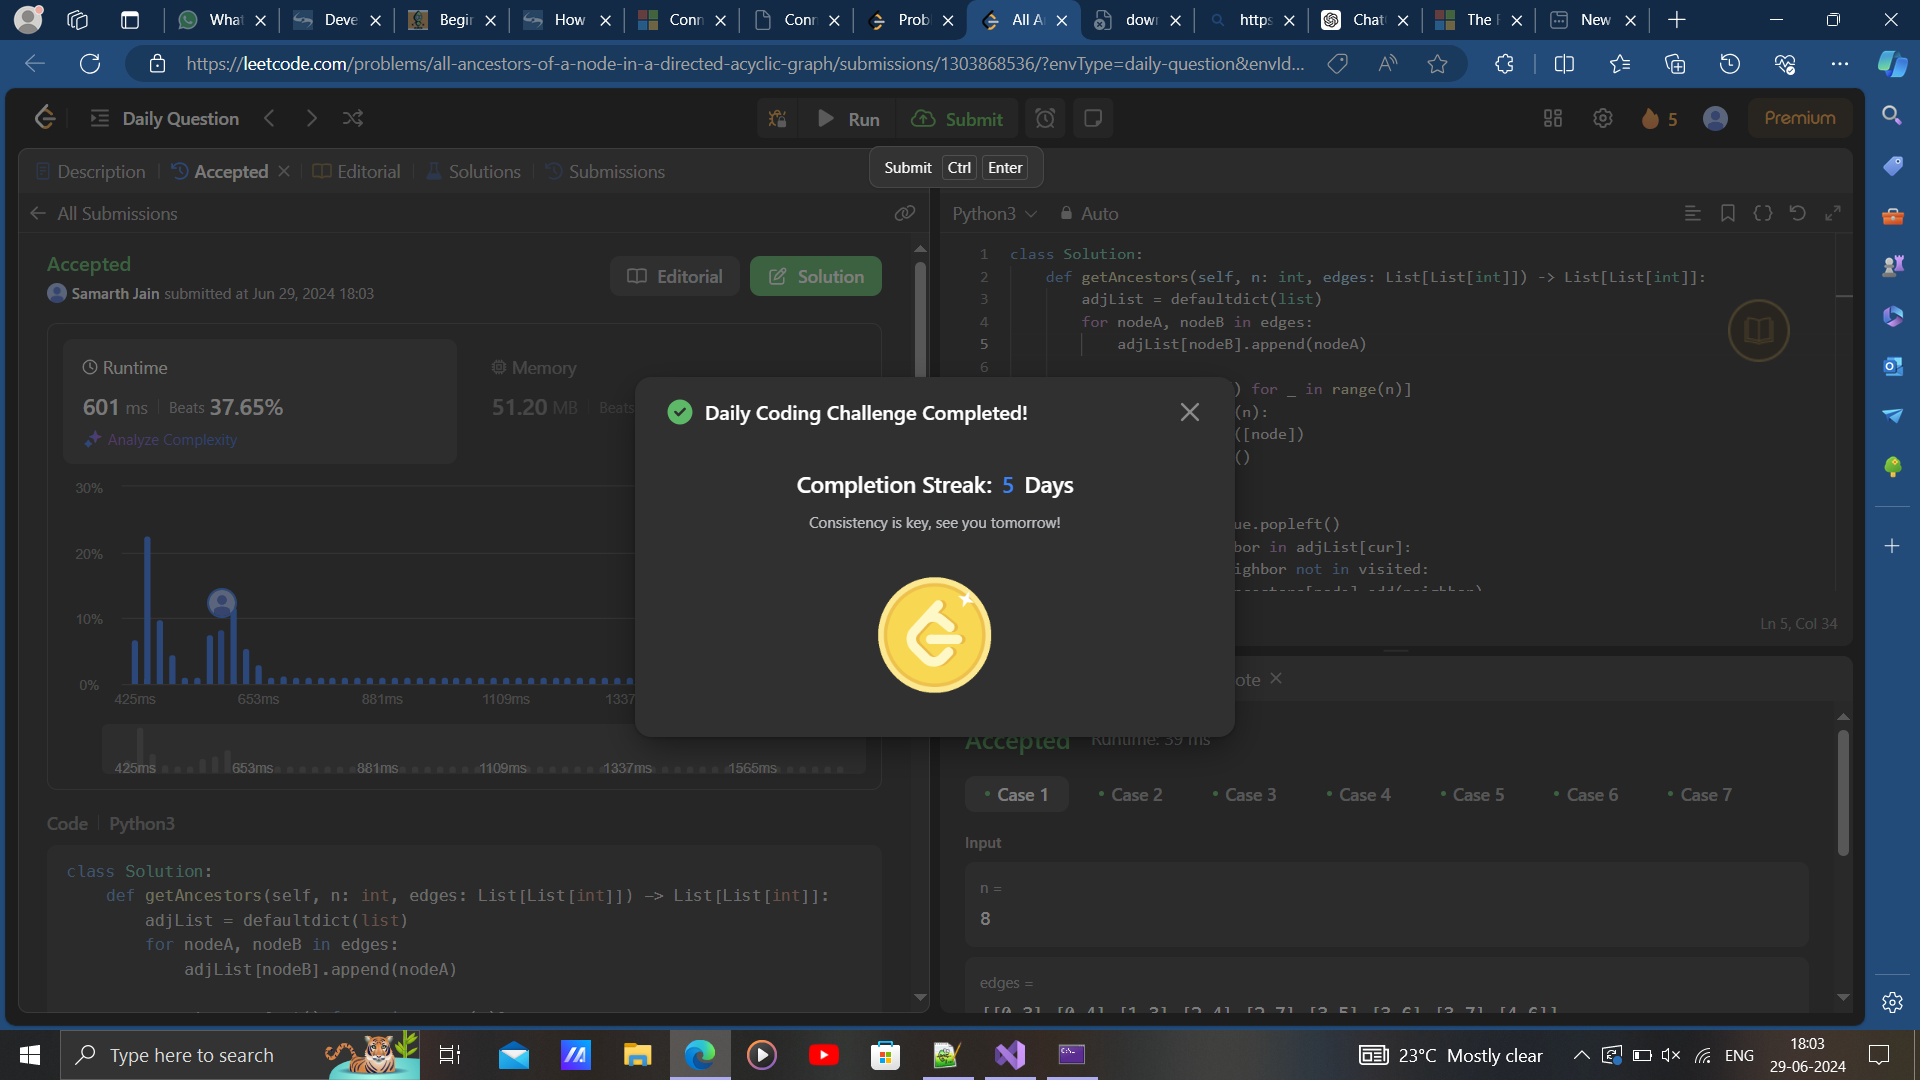 What
Deve
Begir
How
Conn
Conn
Prob
All A
down
https
Chat
The
New
https://leetcode.com/problems/all-ancestors-of-a-node-in-a-directed-acyclic-graph/submissions/1303868536/?envType=daily-question&envId...
Daily Question
Run
Submit
5
Premium
Description
Accepted
Editorial
Solutions
Submissions
Submit Ctrl Enter
All Submissions
Accepted
Samarth Jain submitted at Jun 29, 2024 18:03
Editorial
Solution
Runtime
601 ms
Beats 37.65%
Analyze Complexity
Memory
51.20 MB
Beats
30%
20%
10%
0%
425ms 653ms 881ms 1109ms 1337
425ms 653ms 881ms 1109ms 1337ms 1565ms
Code
Python3
class Solution:
def getAncestors(self, n: int, edges: List[List[int]]) -> List[List[int]]:
adjList = defaultdict(list)
for nodeA, nodeB in edges:
adjList[nodeB].append(nodeA)
Daily Coding Challenge Completed!
Completion Streak: 5 Days
Consistency is key, see you tomorrow!
Python3
Auto
1 class Solution:
2 def getAncestors(self, n: int, edges: List[List[int]]) -> List[List[int]]:
3 adjList = defaultdict(list)
4 for nodeA, nodeB in edges:
5 adjList[nodeB].append(nodeA)
6
) for _ in range(n)]
(n):
([node])
()
ue.popleft()
bor in adjList[cur]:
ighbor not in visited:
Ln 5, Col 34
ote
Accepted
Runtime: 39 ms
Case 1
Case 2
Case 3
Case 4
Case 5
Case 6
Case 7
Input
n =
8
edges =
[[0,3],[0,4],[1,3],[2,4],[2,7],[3,5],[3,6],[3,7],[4,6]]
Type here to search
23°C Mostly clear
ENG
18:03
29-06-2024